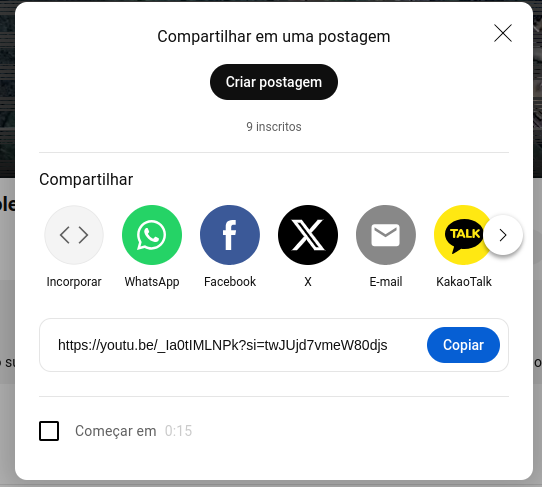 Compartilhar em uma postagem
Criar postagem
9 inscritos
Compartilhar
TALK
Incorporar WhatsApp Facebook X E-mail KakaoTalk
https://youtu.be/_Ia0tIMLNPk?si=twJUjd7vmeW80djs Copiar
Começar em 0:15